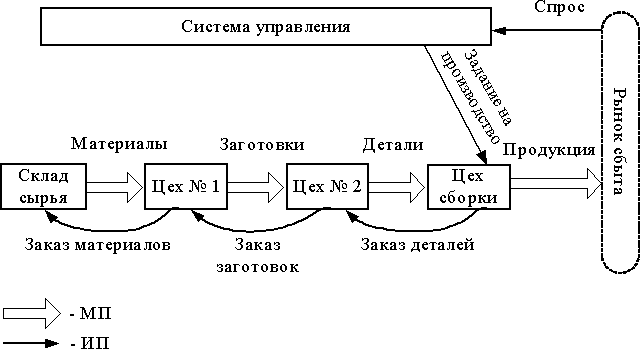 Спрос
Система управления
Задание на
производство
Рынок сбыта
Материалы
Заготовки
Детали
Продукция
Склад
сырья
Цех № 1
Цех № 2
Цех
сборки
Заказ материалов
Заказ
заготовок
Заказ деталей
- МП
- ИП